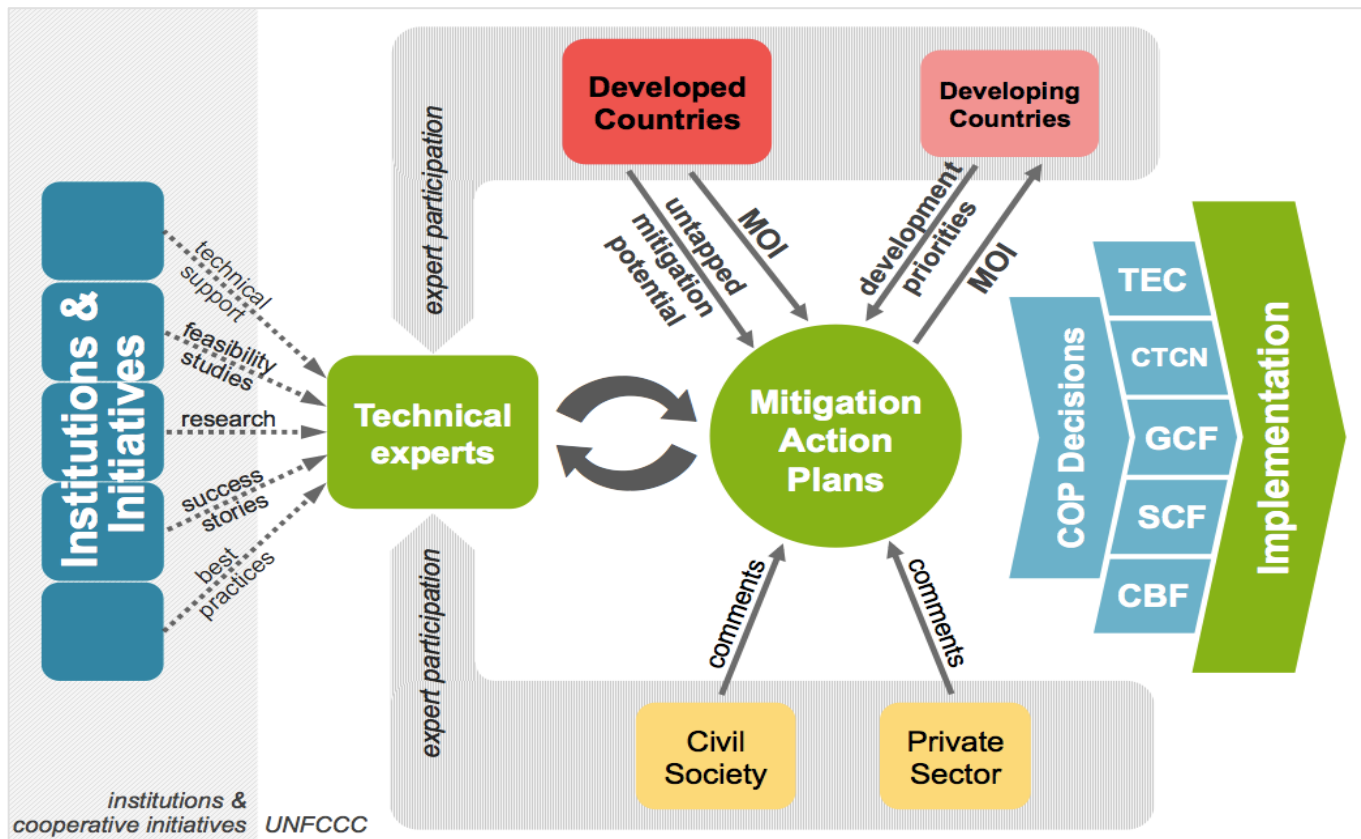 Developed
Countries
Developing
Countries
expert participation
untapped
mitigation
potential
MOI
development
priorities
MOI
Institutions &
Initiatives
technical
support
feasibility
studies
research
success
stories
best
practices
Technical
experts
Mitigation
Action
Plans
COP Decisions
TEC
CTCN
GCF
SCF
CBF
Implementation
expert participation
comments
comments
Civil
Society
Private
Sector
institutions &
cooperative initiatives
UNFCCC